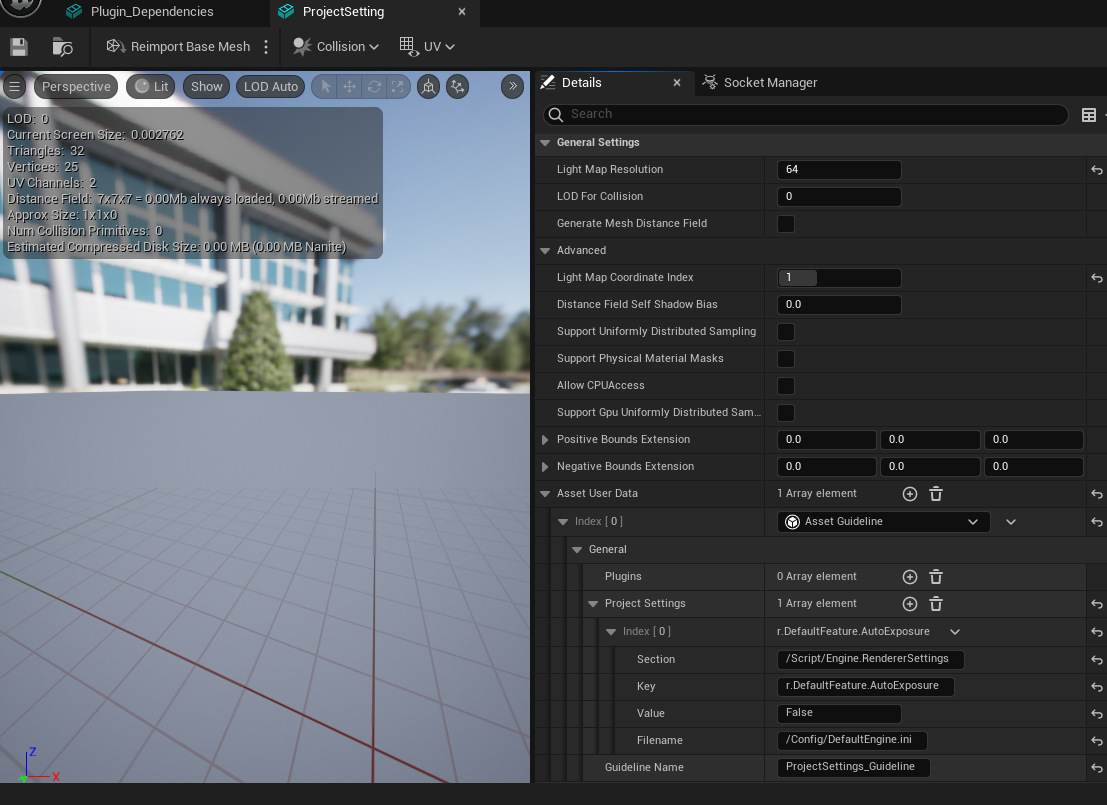 Plugin_Dependencies
ProjectSetting
Reimport Base Mesh
Collision
UV
Perspective
Lit
Show
LOD Auto
LOD: 0
Current Screen Size: 0.002762
Triangles: 32
Vertices: 25
UV Channels: 2
Distance Field: 7x7x7 = 0.00Mb always loaded, 0.00Mb streamed
Approx Size: 1x1x0
Num Collision Primitives: 0
Estimated Compressed Disk Size: 0.00 MB (0.00 MB Nanite)
Z
X
Details
Socket Manager
Search
General Settings
Light Map Resolution 64
LOD For Collision 0
Generate Mesh Distance Field
Advanced
Light Map Coordinate Index 1
Distance Field Self Shadow Bias 0.0
Support Uniformly Distributed Sampling
Support Physical Material Masks
Allow CPUAccess
Support Gpu Uniformly Distributed Sam...
Positive Bounds Extension 0.0 0.0 0.0
Negative Bounds Extension 0.0 0.0 0.0
Asset User Data 1 Array element
Index [ 0 ] Asset Guideline
General
Plugins 0 Array element
Project Settings 1 Array element
Index [ 0 ] r.DefaultFeature.AutoExposure
Section /Script/Engine.RendererSettings
Key r.DefaultFeature.AutoExposure
Value False
Filename /Config/DefaultEngine.ini
Guideline Name ProjectSettings_Guideline